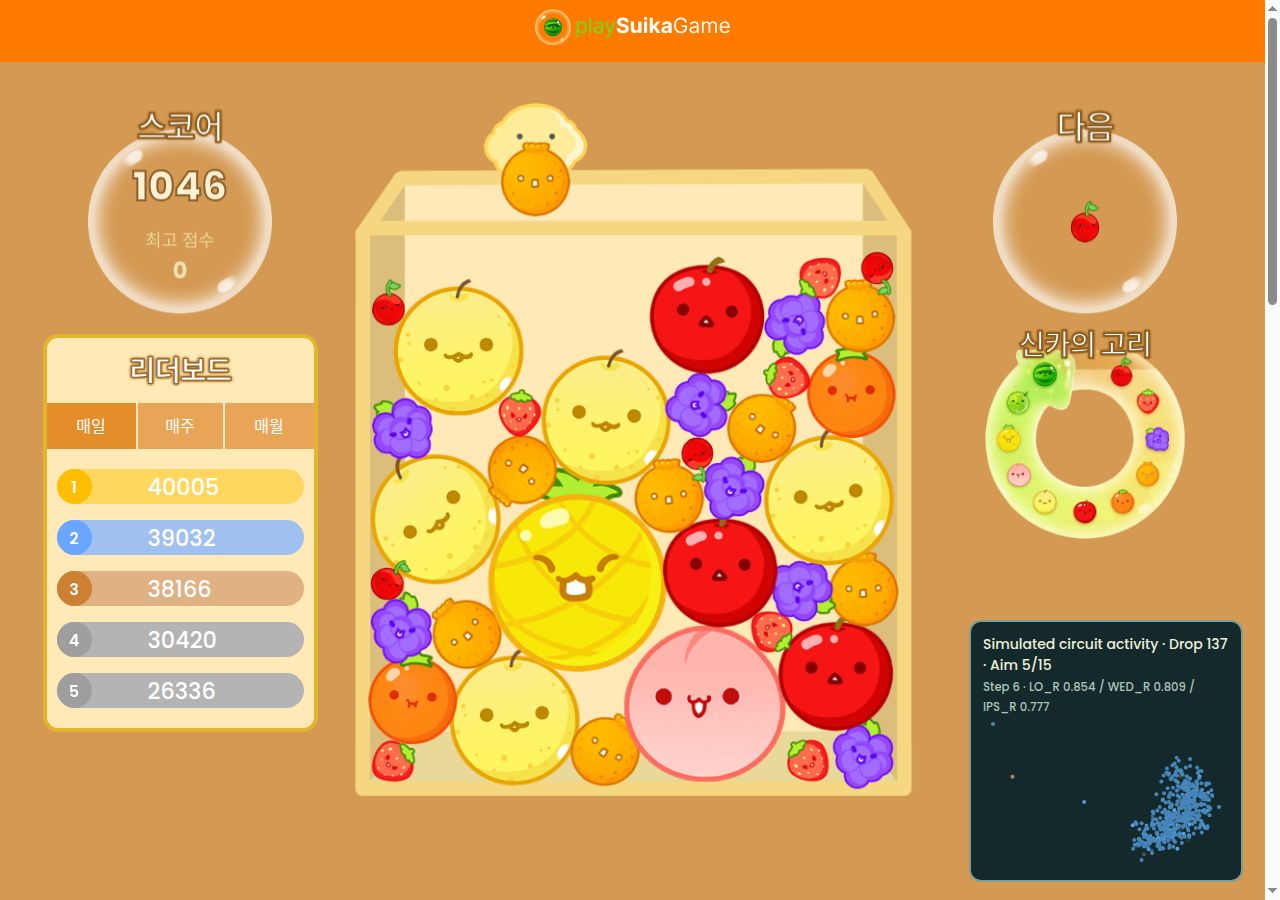 playSuikaGame
스코어
1046
최고 점수
0
다음
신카의 고리
리더보드
매일 매주 매월
1 40005
2 39032
3 38166
4 30420
5 26336
Simulated circuit activity · Drop 137
· Aim 5/15
Step 6 · LO_R 0.854 / WED_R 0.809 /
IPS_R 0.777